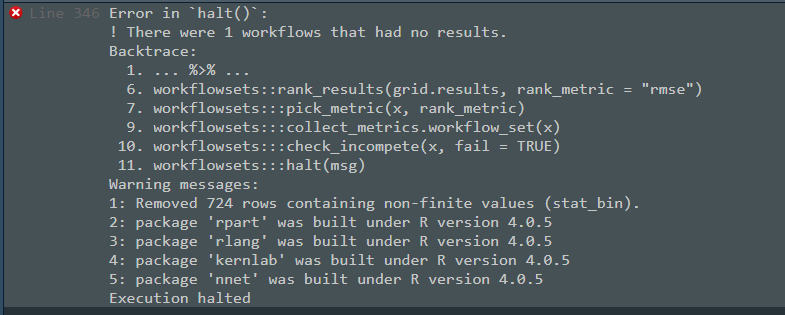 Line 346 Error in `halt()`:
! There were 1 workflows that had no results.
Backtrace:
1. ... %>% ...
6. workflowsets::rank_results(grid.results, rank_metric = "rmse")
7. workflowsets:::pick_metric(x, rank_metric)
9. workflowsets:::collect_metrics.workflow_set(x)
10. workflowsets:::check_incompete(x, fail = TRUE)
11. workflowsets:::halt(msg)
Warning messages:
1: Removed 724 rows containing non-finite values (stat_bin).
2: package 'rpart' was built under R version 4.0.5
3: package 'rlang' was built under R version 4.0.5
4: package 'kernlab' was built under R version 4.0.5
5: package 'nnet' was built under R version 4.0.5
Execution halted